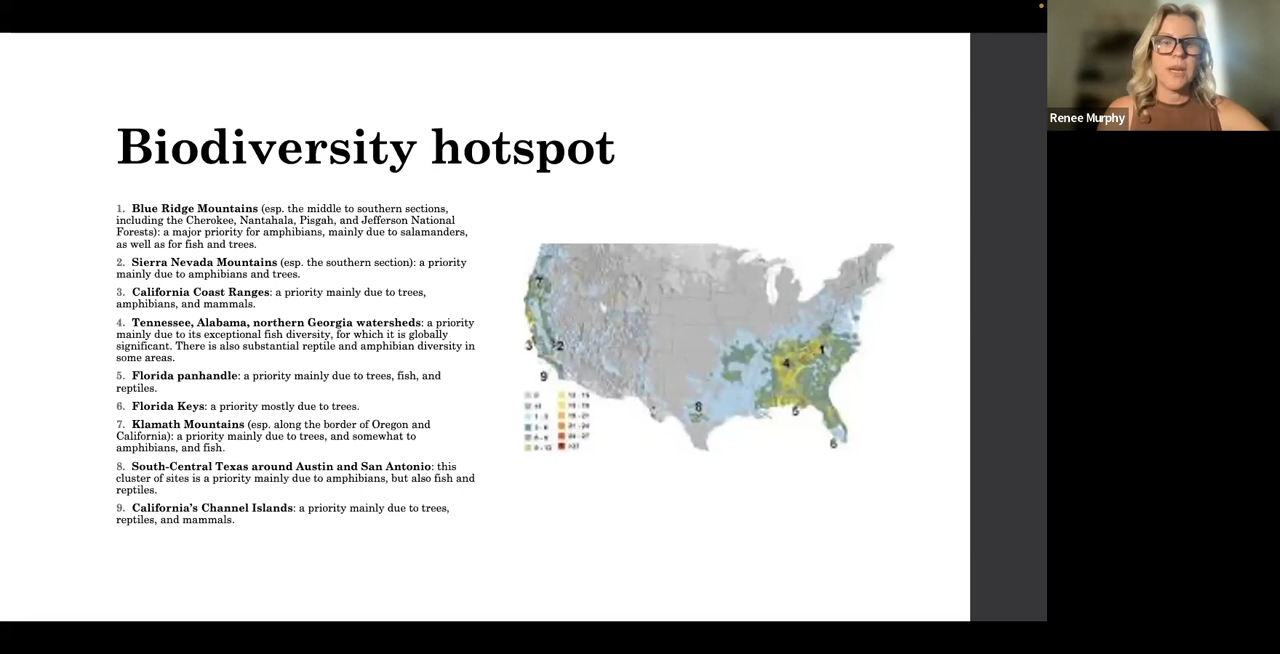 Biodiversity hotspot
1. Blue Ridge Mountains (esp. the middle to southern sections,
including the Cherokee, Nantahala, Pisgah, and Jefferson National
Forests): a major priority for amphibians, mainly due to salamanders,
as well as for fish and trees.
2. Sierra Nevada Mountains (esp. the southern section): a priority
mainly due to amphibians and trees.
3. California Coast Ranges: a priority mainly due to trees,
amphibians, and mammals.
4. Tennessee, Alabama, northern Georgia watersheds: a priority
mainly due to its exceptional fish diversity, for which it is globally
significant. There is also substantial reptile and amphibian diversity in
some areas.
5. Florida panhandle: a priority mainly due to trees, fish, and
reptiles.
6. Florida Keys: a priority mostly due to trees.
7. Klamath Mountains (esp. along the border of Oregon and
California): a priority mainly due to trees, and somewhat to
amphibians, and fish.
8. South-Central Texas around Austin and San Antonio: this
cluster of sites is a priority mainly due to amphibians, but also fish and
reptiles.
9. California's Channel Islands: a priority mainly due to trees,
reptiles, and mammals.
7
3
2
9
8
4
1
5
6
Renee Murphy